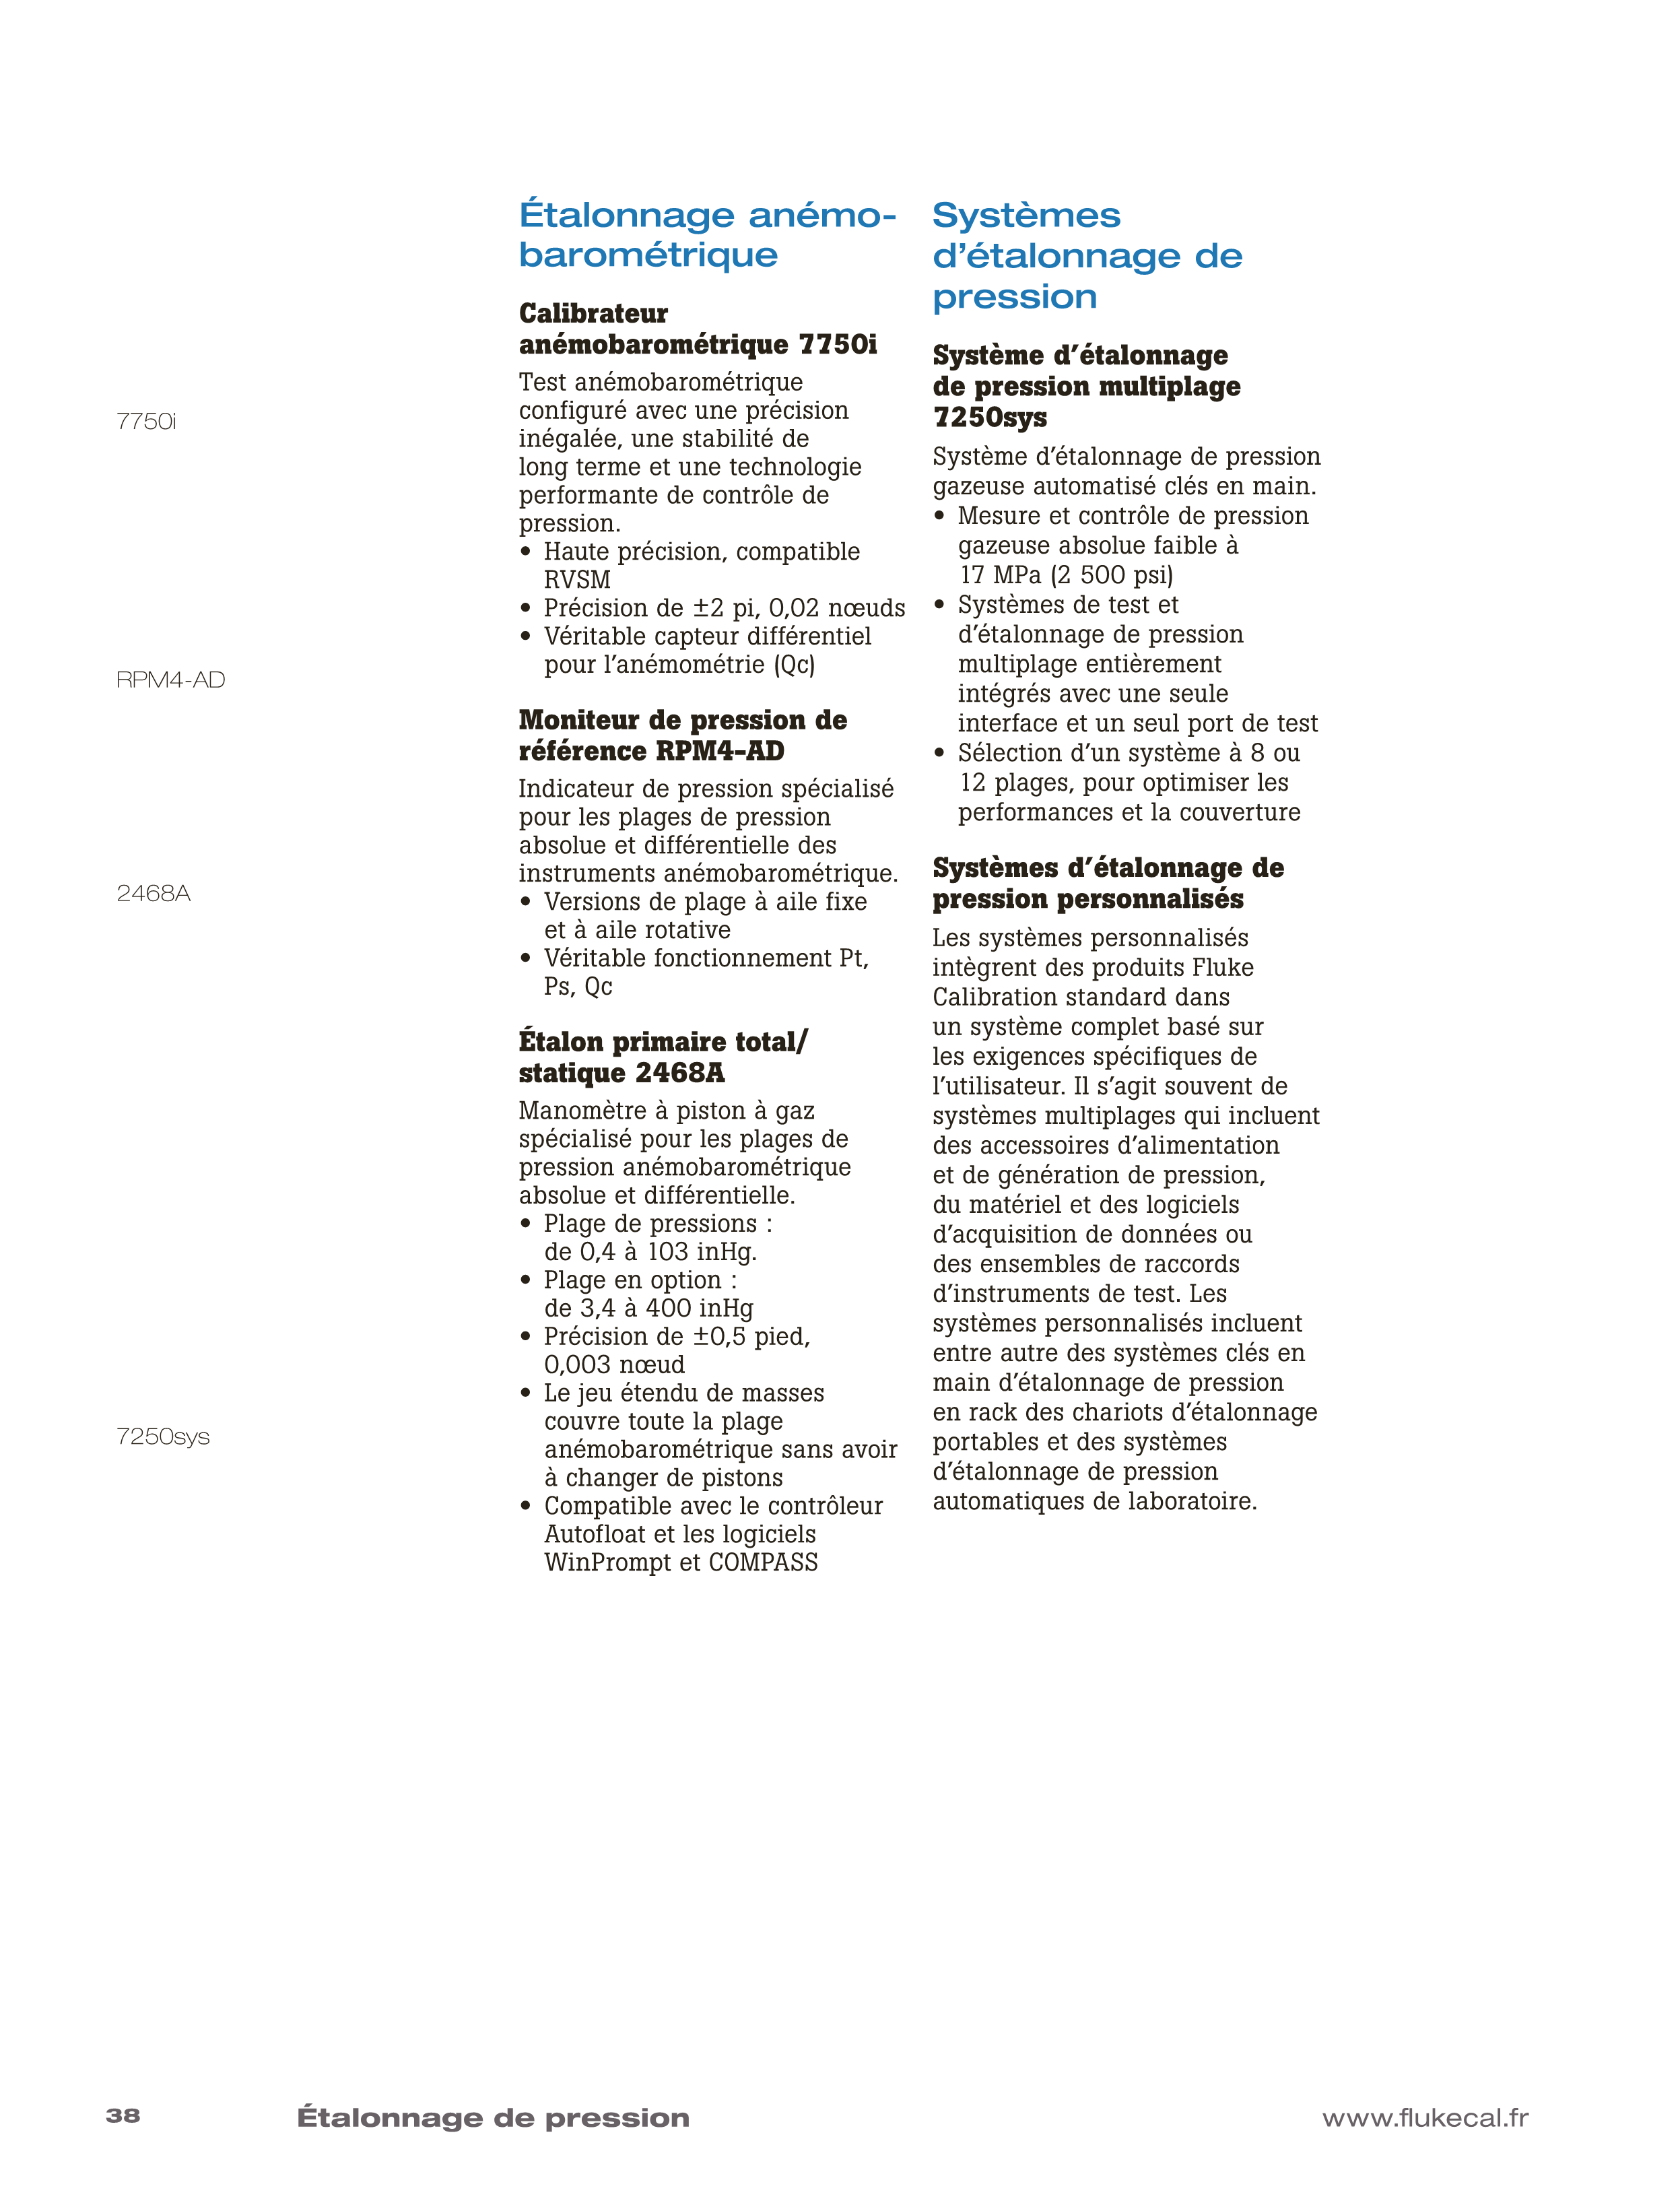 7750i
RPM4-AD
2468A
7250sys
Étalonnage anémo-
barométrique
Calibrateur
anémobarométrique 7750i
Test anémobarométrique
configuré avec une précision
inégalée, une stabilité de
long terme et une technologie
performante de contrôle de
pression.
• Haute précision, compatible
RVSM
• Précision de ±2 pi, 0,02 nœuds
• Véritable capteur différentiel
pour l’anémométrie (Qc)
Moniteur de pression de
référence RPM4-AD
Indicateur de pression spécialisé
pour les plages de pression
absolue et différentielle des
instruments anémobarométrique.
• Versions de plage à aile fixe
et à aile rotative
• Véritable fonctionnement Pt,
Ps, Qc
Étalon primaire total/
statique 2468A
Manomètre à piston à gaz
spécialisé pour les plages de
pression anémobarométrique
absolue et différentielle.
• Plage de pressions :
de 0,4 à 103 inHg.
• Plage en option :
de 3,4 à 400 inHg
• Précision de ±0,5 pied,
0,003 nœud
• Le jeu étendu de masses
couvre toute la plage
anémobarométrique sans avoir
à changer de pistons
• Compatible avec le contrôleur
Autofloat et les logiciels
WinPrompt et COMPASS
Systèmes
d’étalonnage de
pression
Système d’étalonnage
de pression multiplage
7250sys
Système d’étalonnage de pression
gazeuse automatisé clés en main.
• Mesure et contrôle de pression
gazeuse absolue faible à
17 MPa (2 500 psi)
• Systèmes de test et
d’étalonnage de pression
multiplage entièrement
intégrés avec une seule
interface et un seul port de test
• Sélection d’un système à 8 ou
12 plages, pour optimiser les
performances et la couverture
Systèmes d’étalonnage de
pression personnalisés
Les systèmes personnalisés
intègrent des produits Fluke
Calibration standard dans
un système complet basé sur
les exigences spécifiques de
l’utilisateur. Il s’agit souvent de
systèmes multiplages qui incluent
des accessoires d’alimentation
et de génération de pression,
du matériel et des logiciels
d’acquisition de données ou
des ensembles de raccords
d’instruments de test. Les
systèmes personnalisés incluent
entre autre des systèmes clés en
main d’étalonnage de pression
en rack des chariots d’étalonnage
portables et des systèmes
d’étalonnage de pression
automatiques de laboratoire.
38 Étalonnage de pression www.flukecal.fr